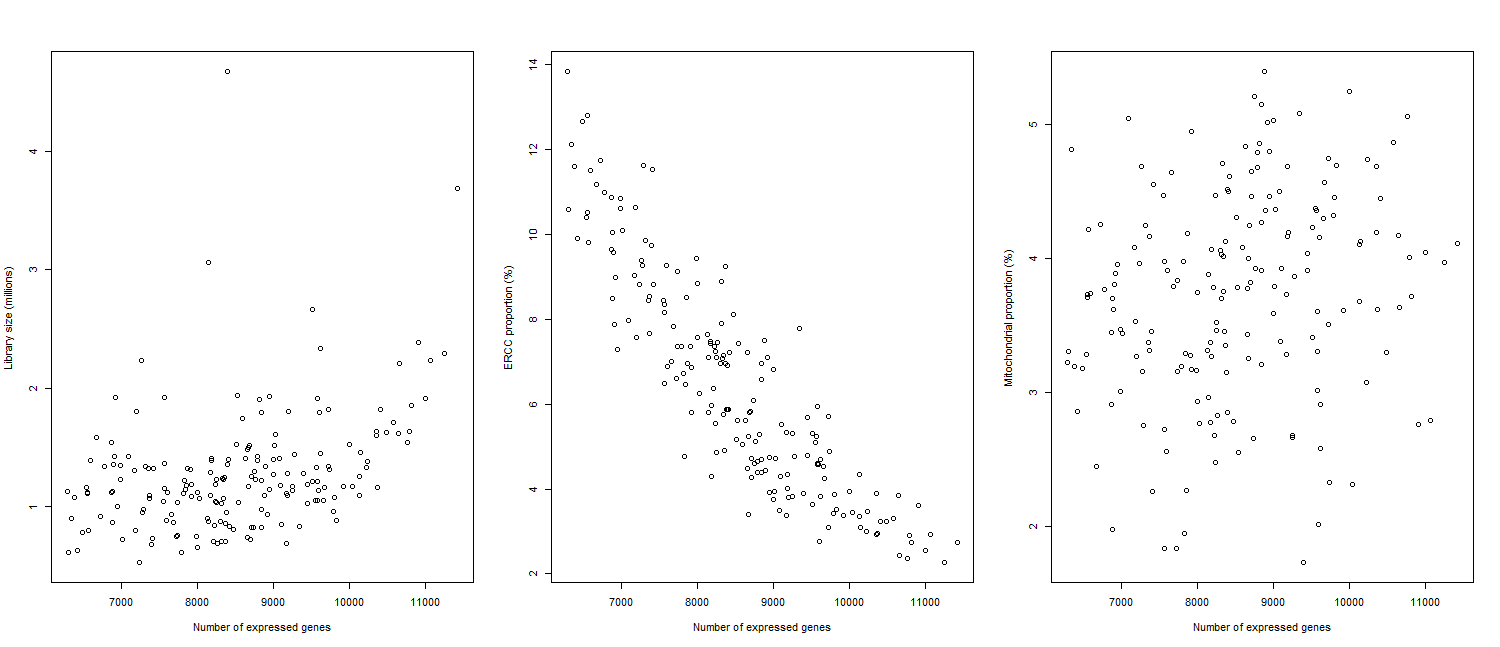 Library size (millions)
4
3
2
1
7000 8000 9000 10000 11000
Number of expressed genes
ERCC proportion (%)
14
12
10
8
6
4
2
7000 8000 9000 10000 11000
Number of expressed genes
Mitochondrial proportion (%)
5
4
3
2
7000 8000 9000 10000 11000
Number of expressed genes